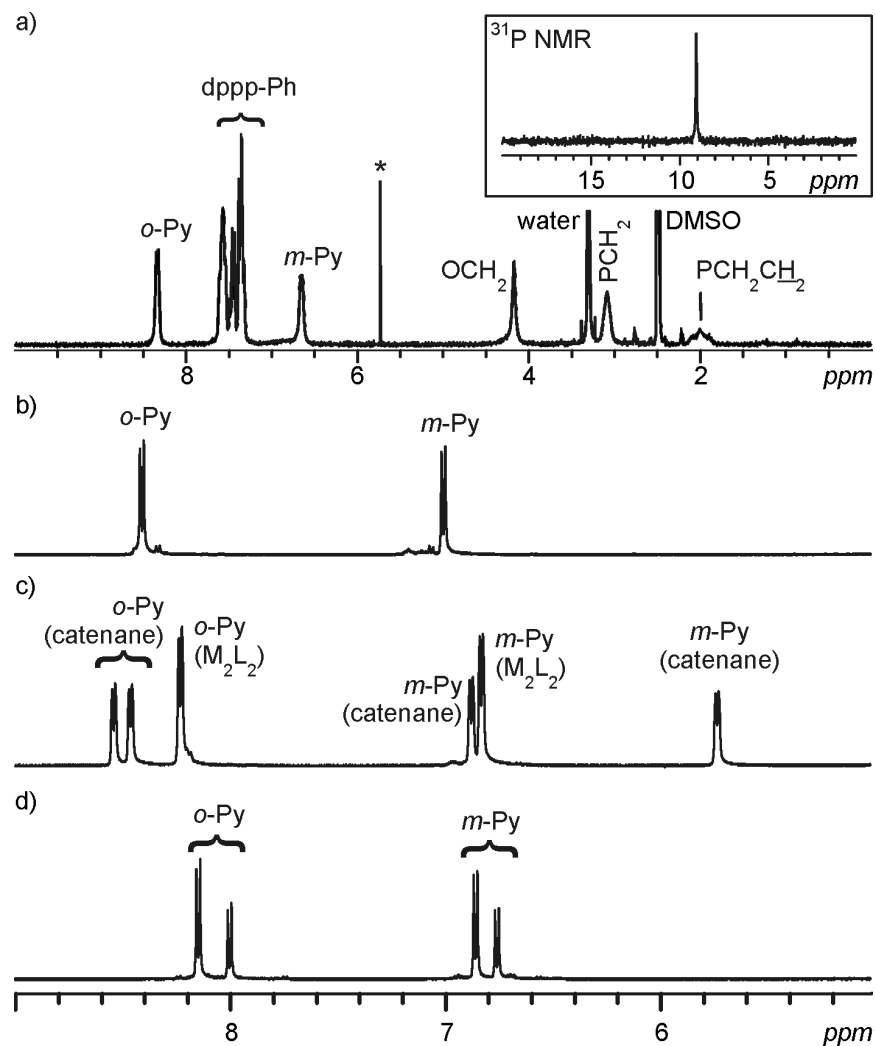 a)
³¹P NMR
15 10 5 ppm
dppp-Ph
*
o-Py
m-Py
OCH₂
water
PCH₂
DMSO
PCH₂CH₂
8 6 4 2 ppm
b)
o-Py
m-Py
c)
o-Py
(catenane)
o-Py
(M₂L₂)
m-Py
(catenane)
m-Py
(M₂L₂)
m-Py
(catenane)
d)
o-Py
m-Py
8 7 6 ppm